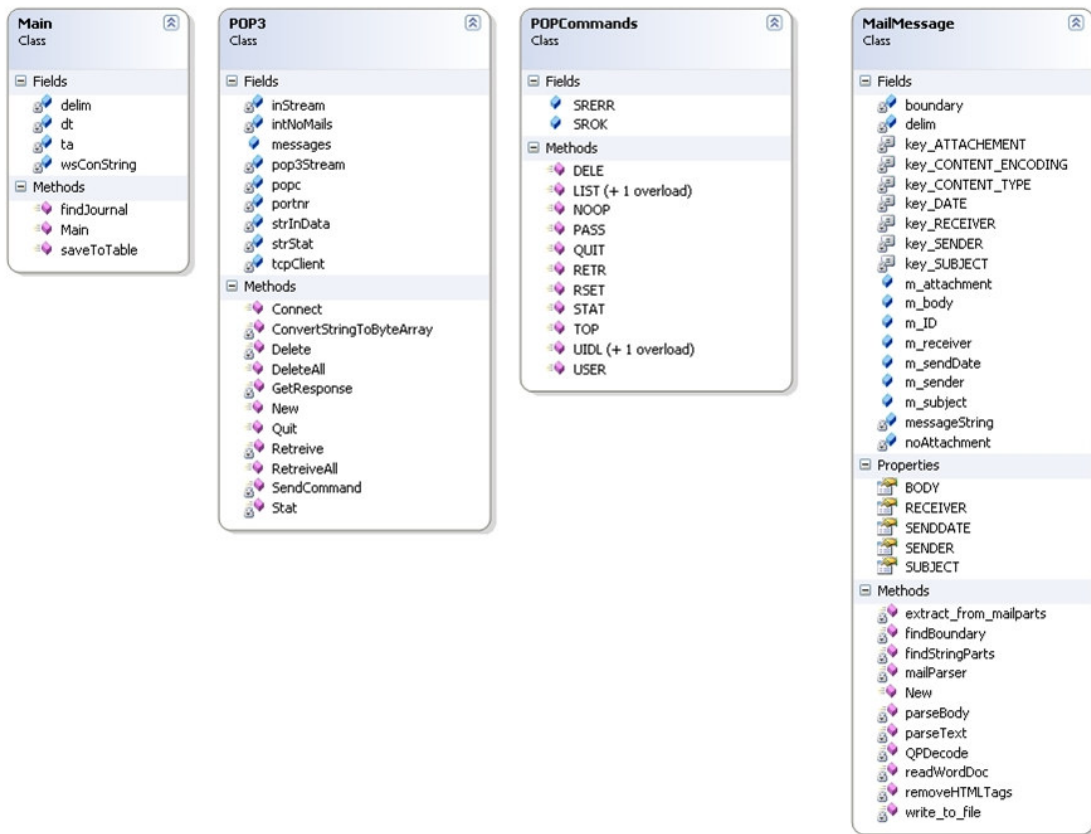 Main
Class
Fields
delim
dt
ta
wsConString
Methods
findJournal
Main
saveToTable
POP3
Class
Fields
inStream
intNoMails
messages
pop3Stream
popc
portnr
strInData
strStat
tcpClient
Methods
Connect
ConvertStringToByteArray
Delete
DeleteAll
GetResponse
New
Quit
Retreive
RetreiveAll
SendCommand
Stat
POPCommands
Class
Fields
SRERR
SROK
Methods
DELE
LIST (+ 1 overload)
NOOP
PASS
QUIT
RETR
RSET
STAT
TOP
UIDL (+ 1 overload)
USER
MailMessage
Class
Fields
boundary
delim
key_ATTACHEMENT
key_CONTENT_ENCODING
key_CONTENT_TYPE
key_DATE
key_RECEIVER
key_SENDER
key_SUBJECT
m_attachment
m_body
m_ID
m_receiver
m_sendDate
m_sender
m_subject
messageString
noAttachment
Properties
BODY
RECEIVER
SENDDATE
SENDER
SUBJECT
Methods
extract_from_mailparts
findBoundary
findStringParts
mailParser
New
parseBody
parseText
QPDecode
readWordDoc
removeHTMLTags
write_to_file